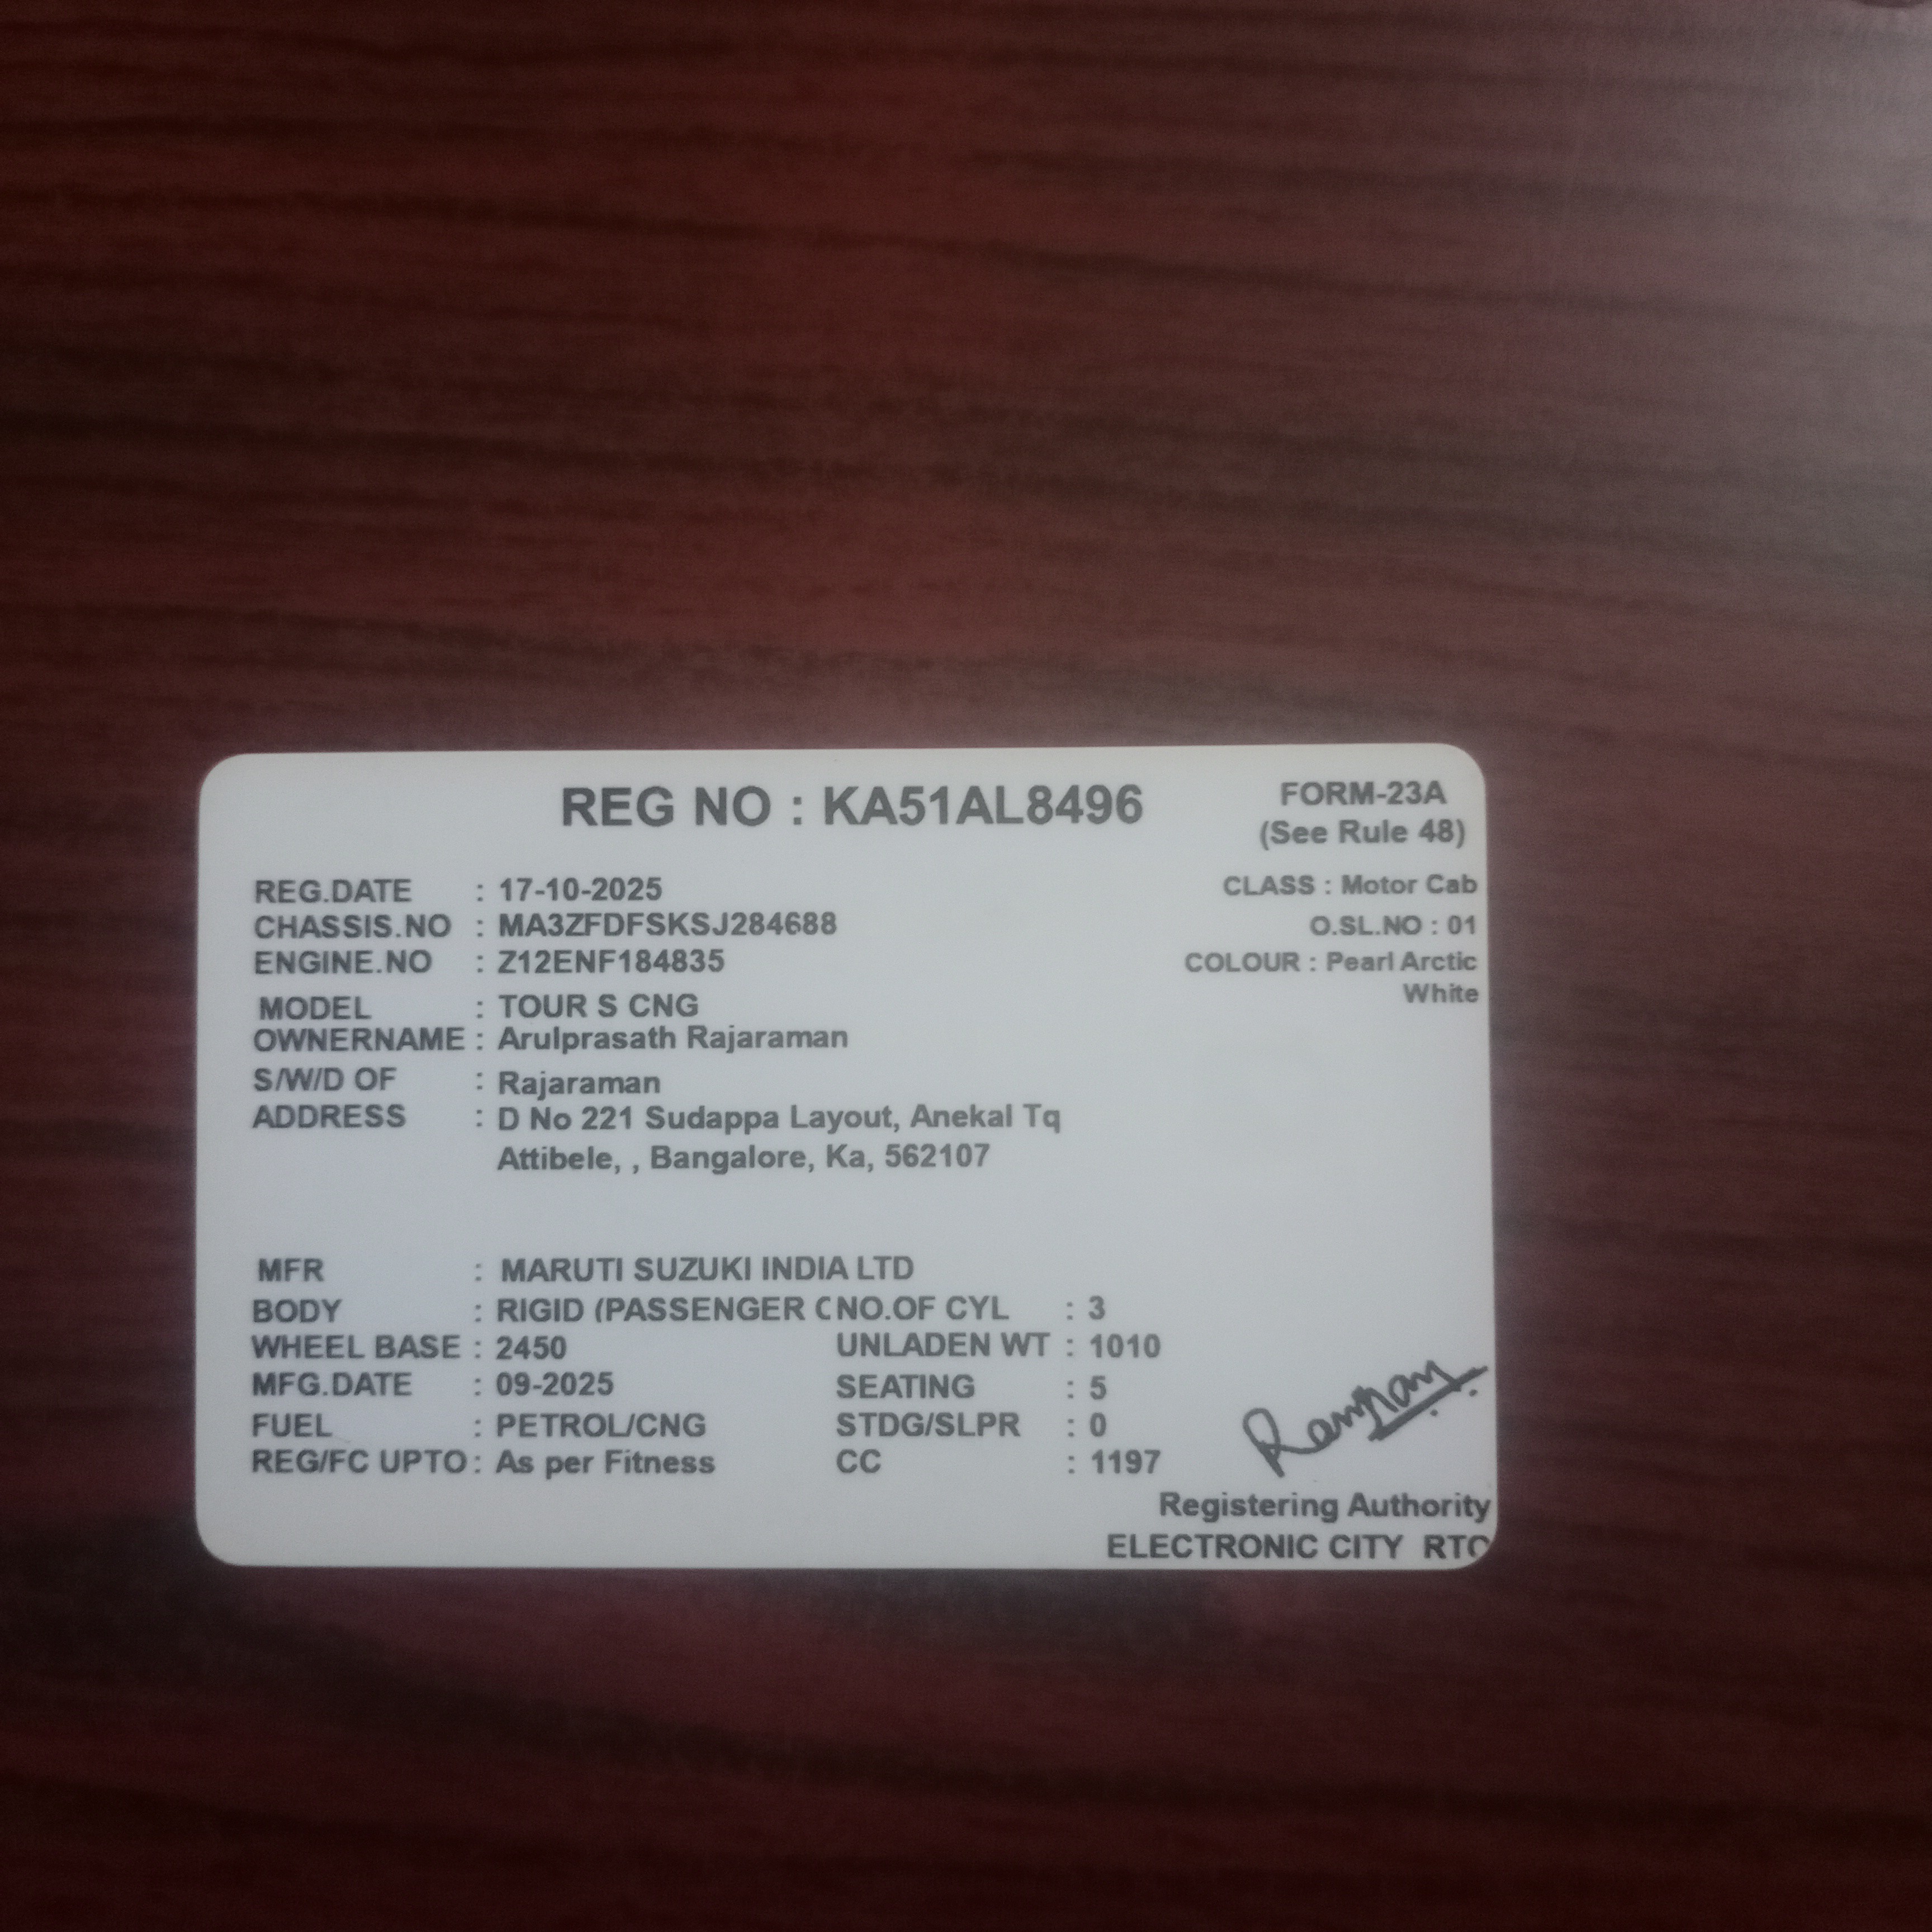 REG NO : KA51AL8496
FORM-23A
(See Rule 48)
REG.DATE : 17-10-2025
CLASS : Motor Cab
CHASSIS.NO : MA3ZFDFSKSJ284688
O.SL.NO : 01
ENGINE.NO : Z12ENF184835
COLOUR : Pearl Arctic
White
MODEL : TOUR S CNG
OWNERNAME : Arulprasath Rajaraman
S/W/D OF : Rajaraman
ADDRESS : D No 221 Sudappa Layout, Anekal Tq
Attibele, , Bangalore, Ka, 562107
MFR : MARUTI SUZUKI INDIA LTD
BODY : RIGID (PASSENGER C NO.OF CYL : 3
WHEEL BASE : 2450 UNLADEN WT : 1010
MFG.DATE : 09-2025 SEATING : 5
FUEL : PETROL/CNG STDG/SLPR : 0
REG/FC UPTO : As per Fitness CC : 1197
Registering Authority
ELECTRONIC CITY RTO